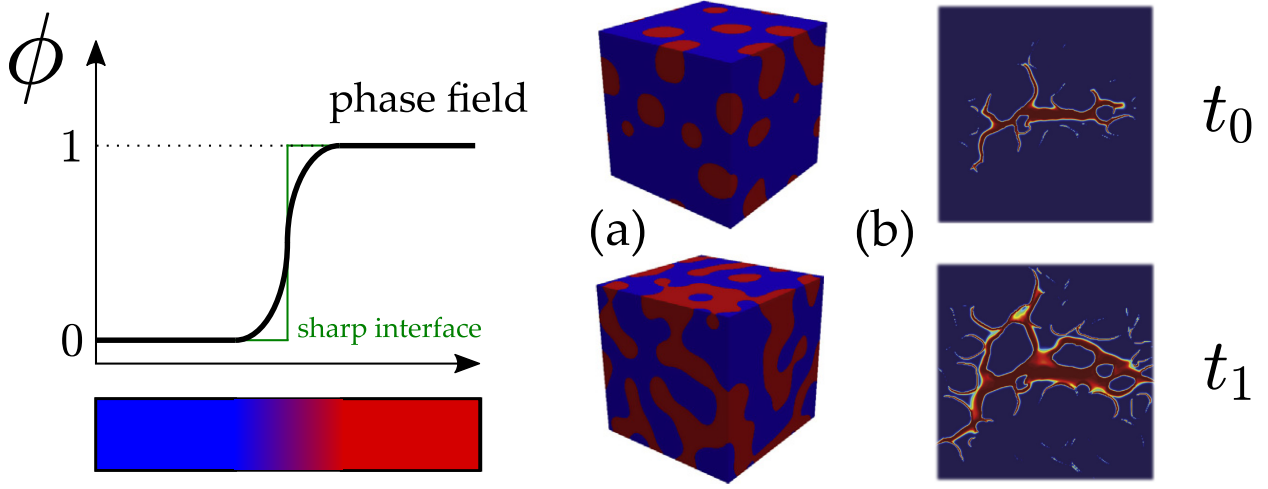 ϕ
phase field
1
sharp interface
0
(a)
(b)
t₀
t₁